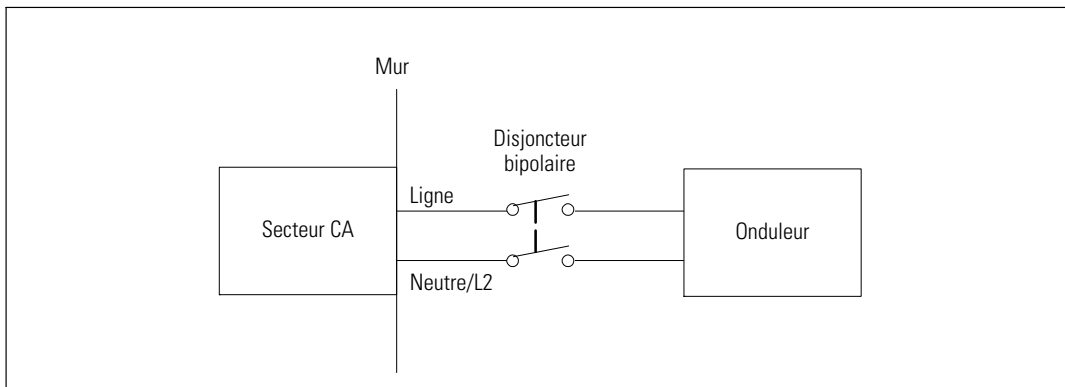 Mur
Disjoncteur
bipolaire
Ligne
Secteur CA
Onduleur
Neutre/L2